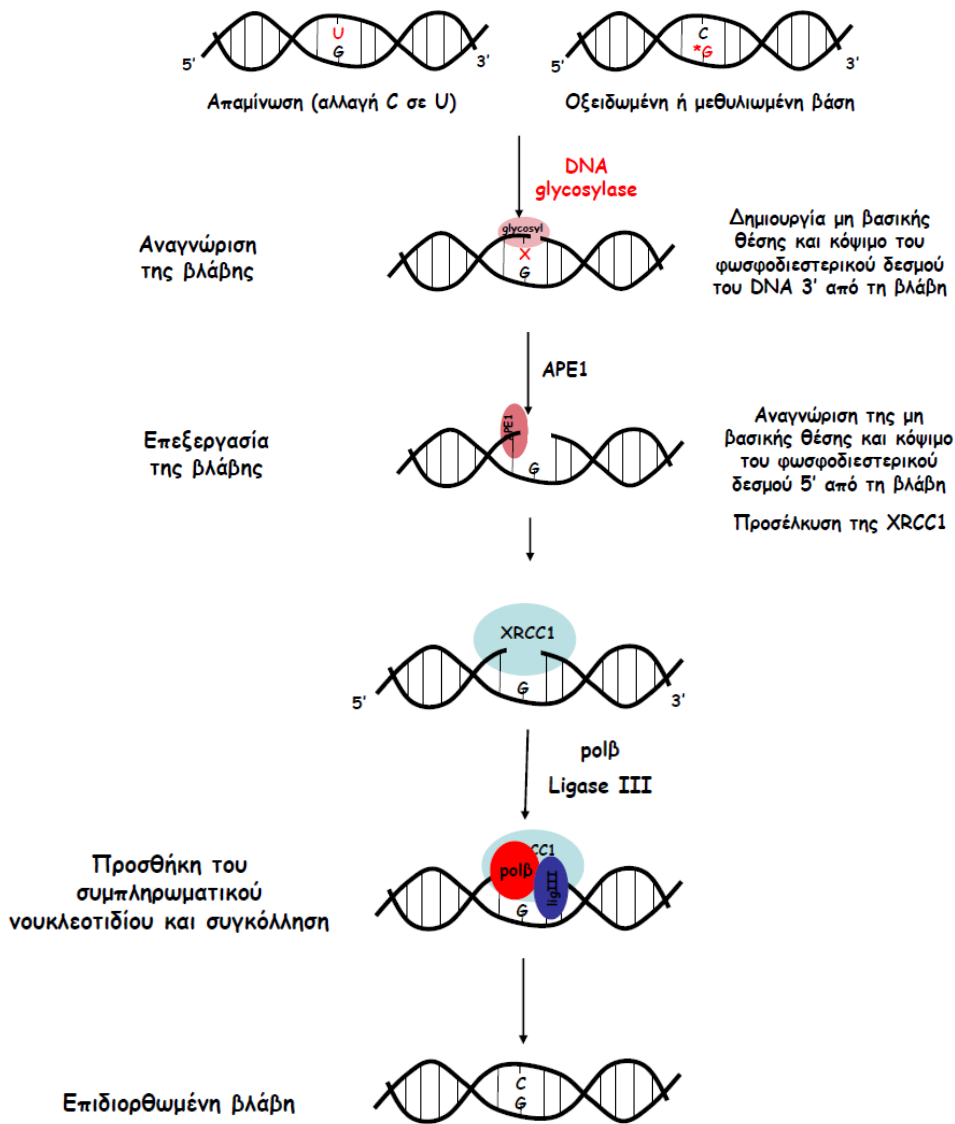 U
G
5'
3'
Απαμίνωση (αλλαγή C σε U)
C
*G
5'
3'
Οξειδωμένη ή μεθυλιωμένη βάση
DNA
glycosylase
Αναγνώριση
της βλάβης
glycosyl
X
G
Δημιουργία μη βασικής
θέσης και κόψιμο του
φωσφοδιεστερικού δεσμού
του DNA 3' από τη βλάβη
APE1
Επεξεργασία
της βλάβης
PE1
G
Αναγνώριση της μη
βασικής θέσης και κόψιμο
του φωσφοδιεστερικού
δεσμού 5' από τη βλάβη
Προσέλκυση της XRCC1
XRCC1
G
5'
3'
polβ
Ligase III
Προσθήκη του
συμπληρωματικού
νουκλεοτιδίου και συγκόλληση
CC1
polβ
ligIII
G
C
G
Επιδιορθωμένη βλάβη